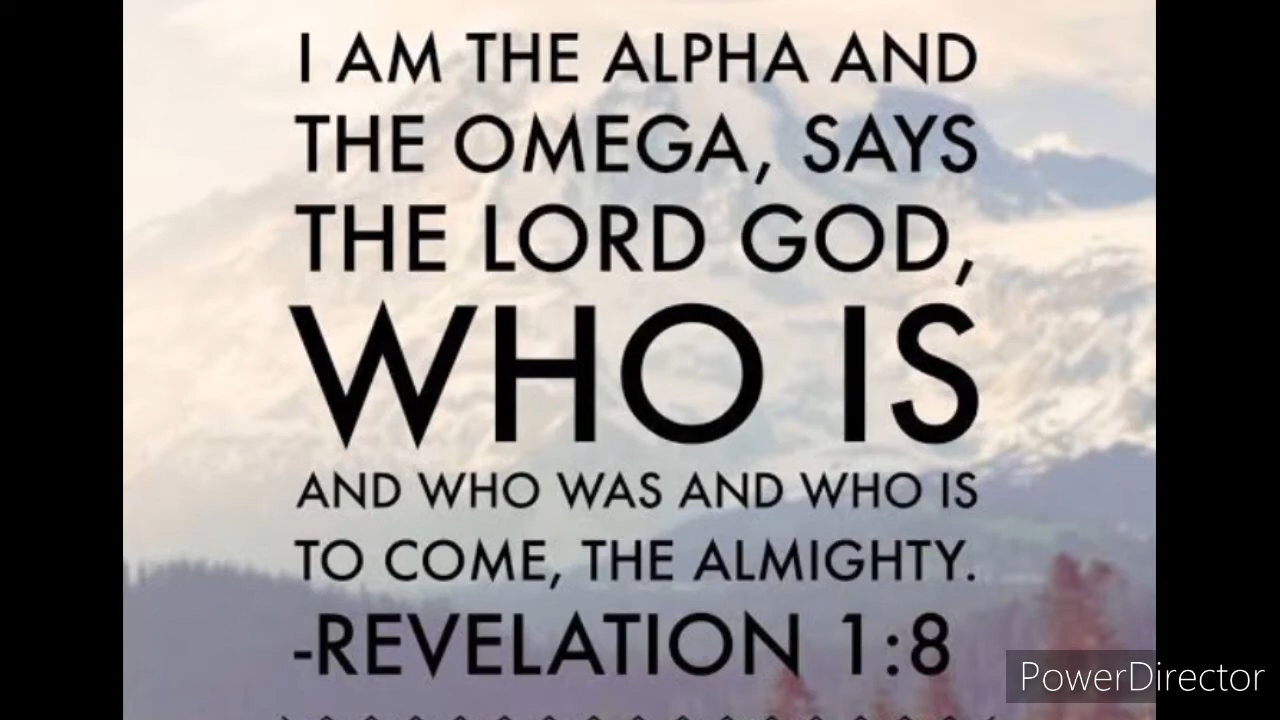 I AM THE ALPHA AND
THE OMEGA, SAYS
THE LORD GOD,
WHO IS
AND WHO WAS AND WHO IS
TO COME, THE ALMIGHTY.
-REVELATION 1:8
PowerDirector